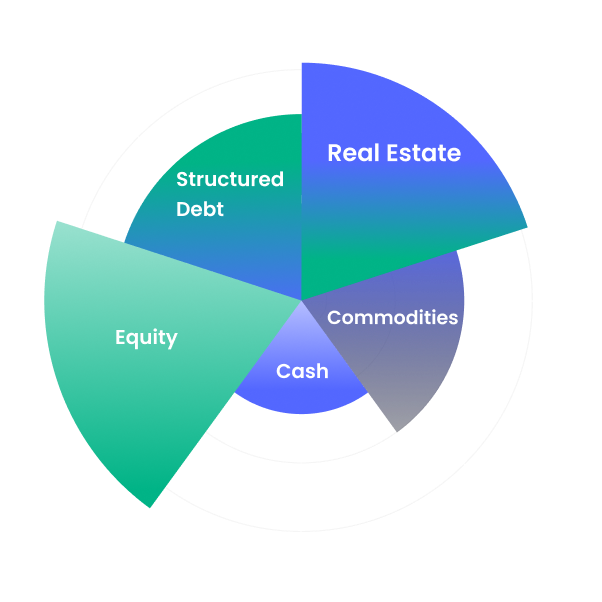 Real Estate
Structured
Debt
Commodities
Equity
Cash